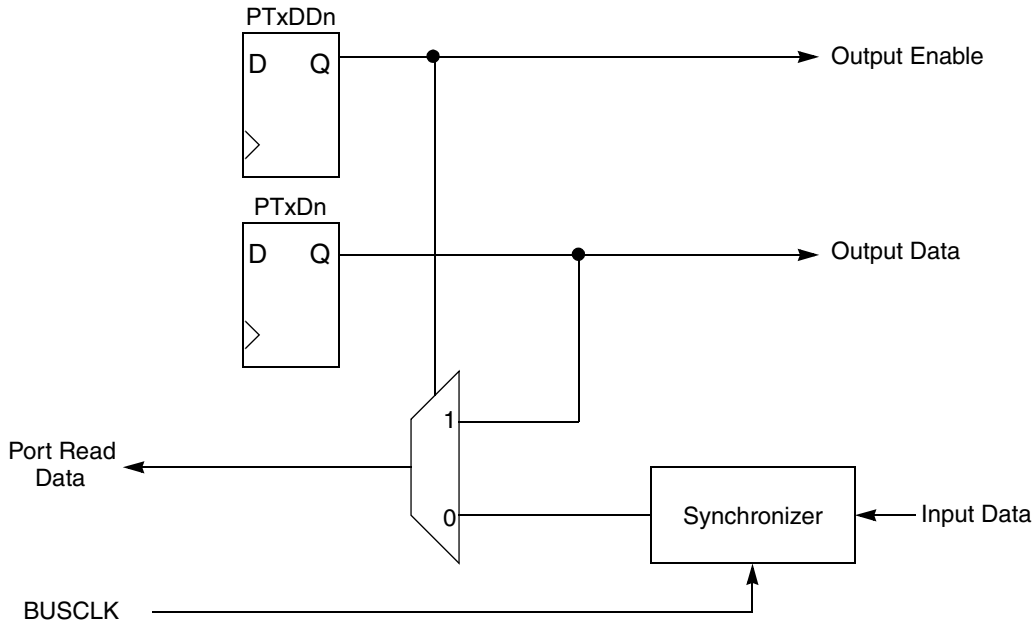 PTxDDn
D Q
Output Enable
PTxDn
D Q
Output Data
1
Port Read
Data
0
Synchronizer
Input Data
BUSCLK